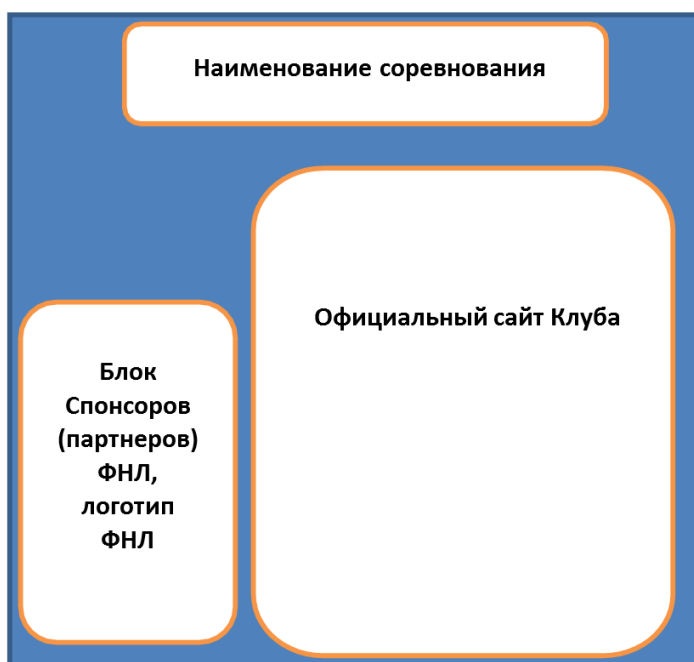 Наименование соревнования
Официальный сайт Клуба
Блок
Спонсоров
(партнеров)
ФНЛ,
логотип
ФНЛ